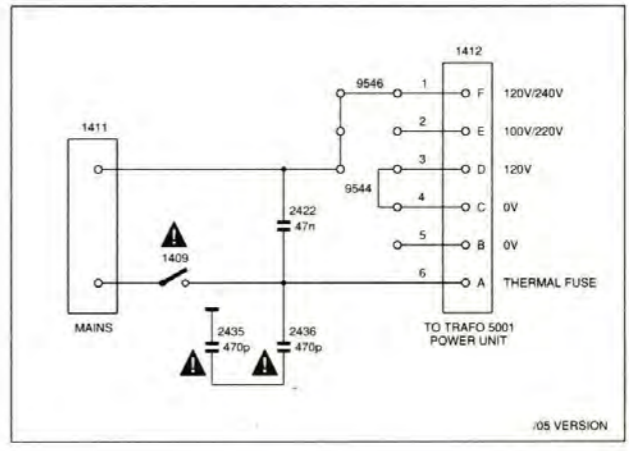 1412
9546
1
F
120V/240V
1411
2
E
100V/220V
3
D
120V
9544
4
C
0V
2422
47n
5
B
0V
1409
6
A
THERMAL FUSE
MAINS
2435
470p
2436
470p
TO TRAFO 5001
POWER UNIT
/05 VERSION